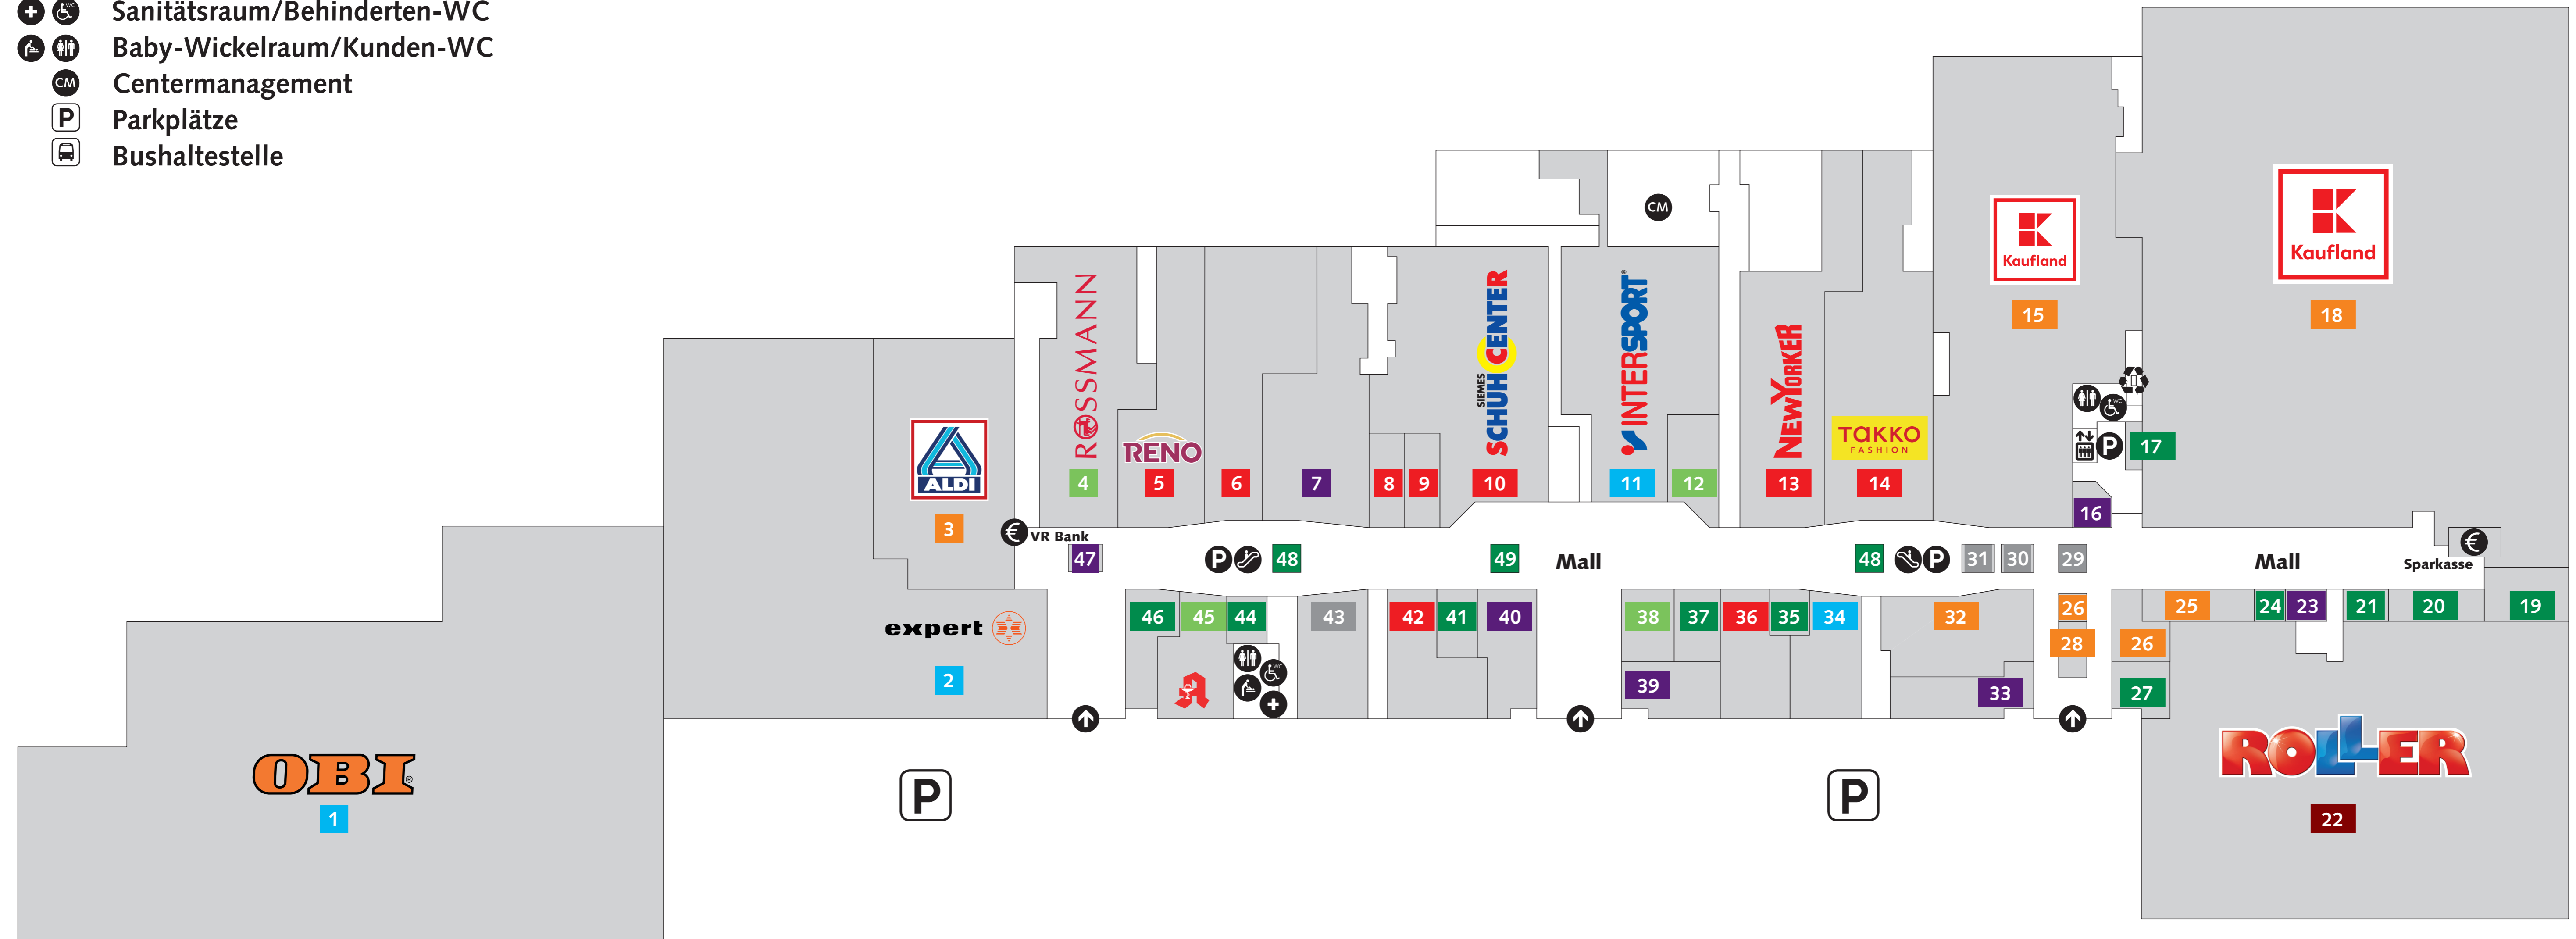 Sanitätsraum/Behinderten-WC
Baby-Wickelraum/Kunden-WC
CM Centermanagement
P Parkplätze
Bushaltestelle
CM
Kaufland
15
Kaufland
18
ROSSMANN
4
RENO
5
6
7
8
9
SIEMES
SCHUHCENTER
10
INTERSPORT
11
12
NEWYORKER
13
TAKKO
FASHION
14
WC
P
17
16
ALDI
3
€ VR Bank
47
P
48
49
Mall
48
P
31
30
29
Mall
Sparkasse
€
expert
2
46
45
44
43
42
41
40
38
37
36
35
34
32
26
28
25
24
23
21
20
19
26
39
33
27
WC
A
OBI
1
P
P
ROLLER
22